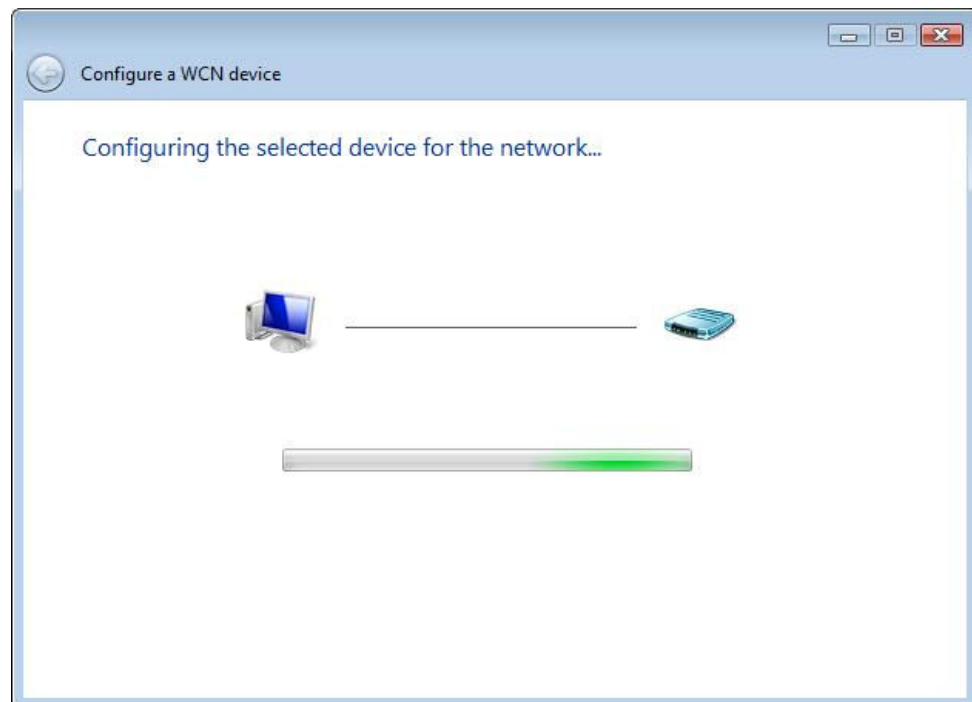 Configure a WCN device
Configuring the selected device for the network...